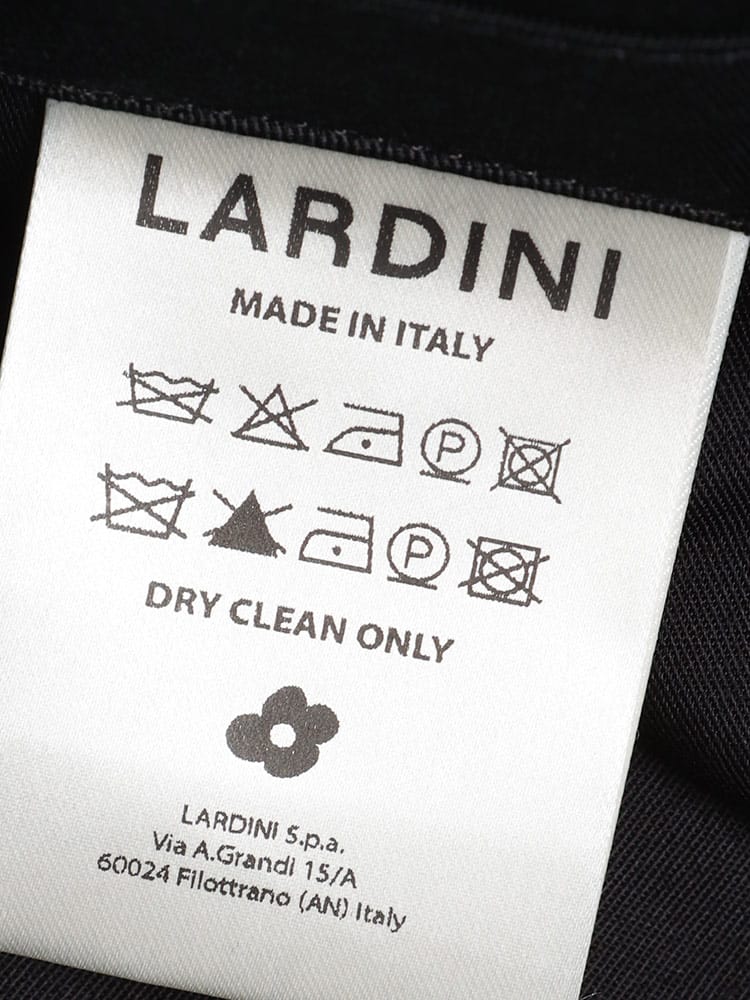 LARDINI
MADE IN ITALY
P
P
DRY CLEAN ONLY
LARDINI S.p.a.
Via A.Grandi 15/A
60024 Filottrano (AN) Italy